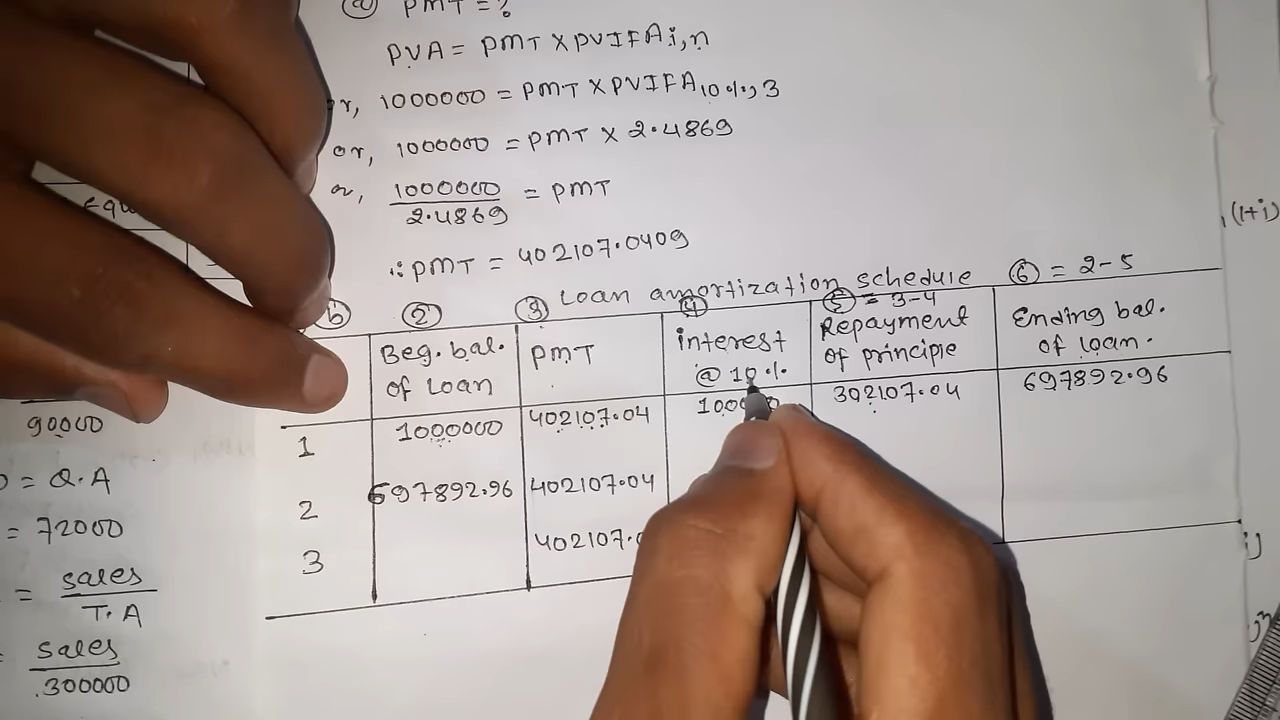 ⓐ PMT = ?
PVA = PMT X PVIFA i, n
or, 1000000 = PMT X PVIFA 10%, 3
or, 1000000 = PMT X 2.4869
or, 1000000 / 2.4869 = PMT
∴ PMT = 402107.0409
ⓑ ② ③ Loan amortization schedule ④ ⑤ = 3-4 ⑥ = 2-5
Beg. bal. of loan | PMT | interest @ 10% | Repayment of principle | Ending bal. of loan.
1 | 1000000 | 402107.04 | | 302107.04 | 697892.96
2 | 697892.96 | 402107.04
3
90000
= Q.A
= 72000
= sales / T.A
sales / .300000
(1+i)